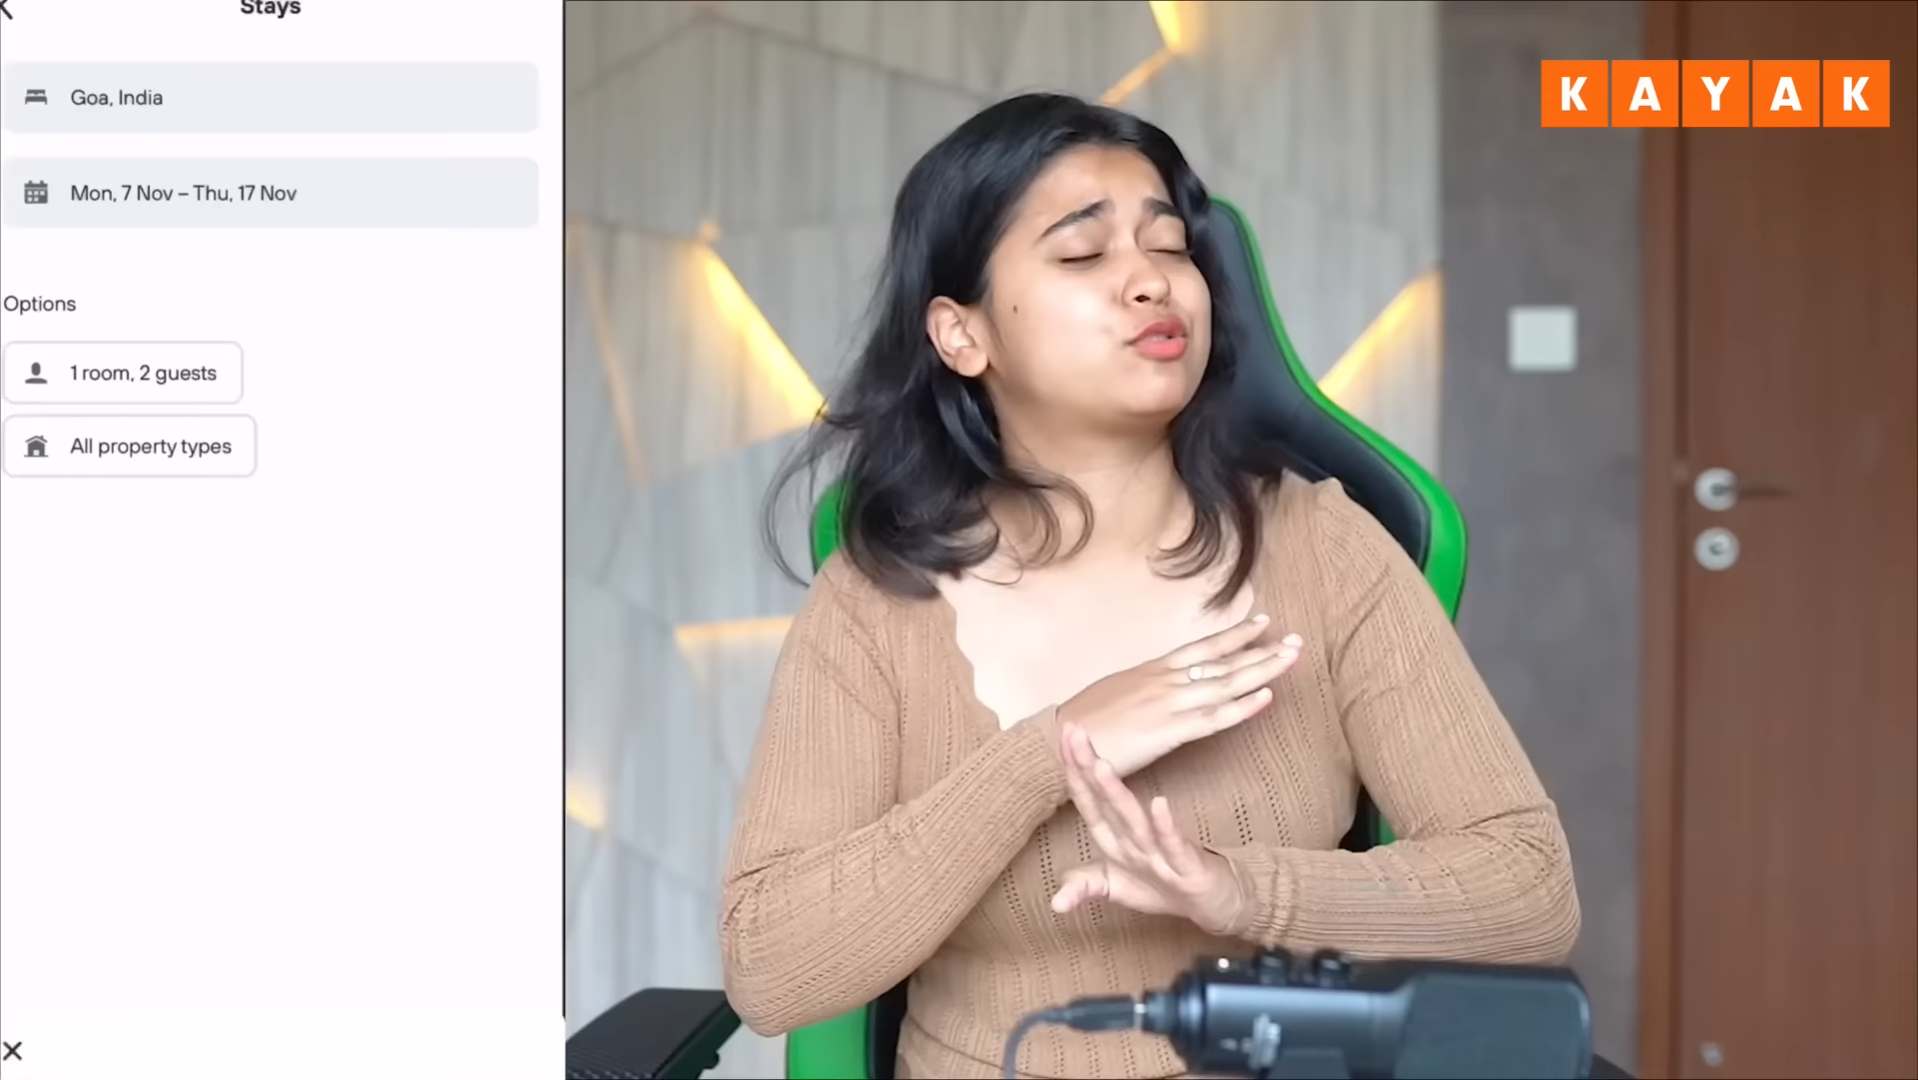 Stays
Goa, India
Mon, 7 Nov – Thu, 17 Nov
Options
1 room, 2 guests
All property types
KAYAK